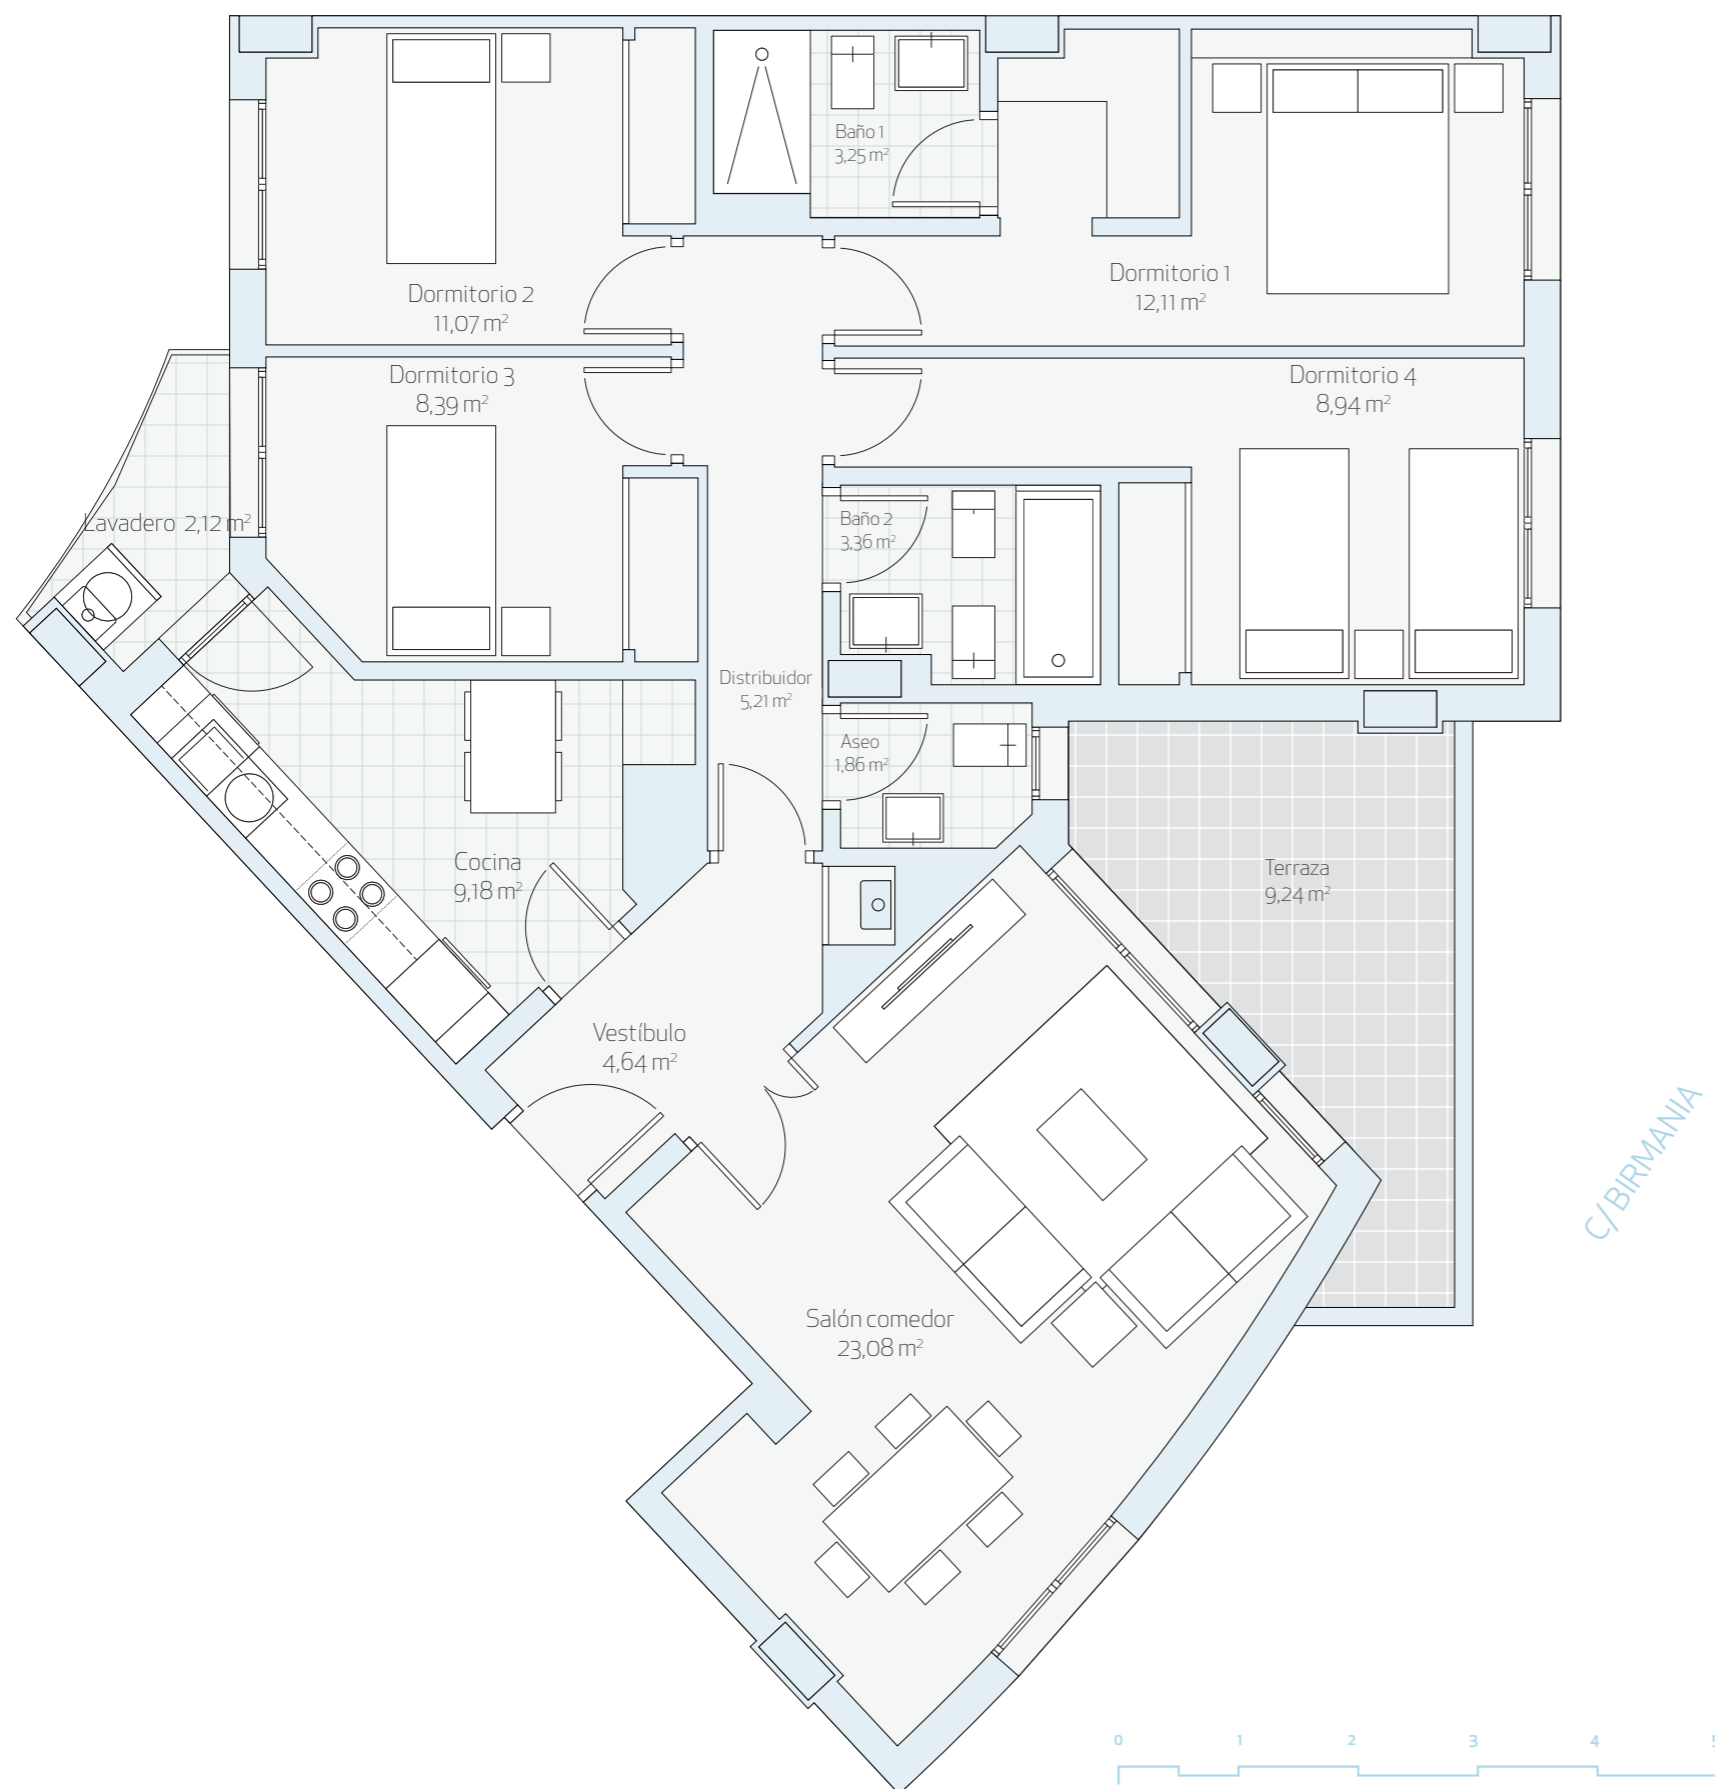 Baño 1
3,25 m²
Dormitorio 1
12,11 m²
Dormitorio 2
11,07 m²
Dormitorio 3
8,39 m²
Dormitorio 4
8,94 m²
Lavadero 2,12 m²
Baño 2
3,36 m²
Distribuidor
5,21 m²
Aseo
1,86 m²
Cocina
9,18 m²
Terraza
9,24 m²
Vestíbulo
4,64 m²
C/BIRMANIA
Salón comedor
23,08 m²
0 1 2 3 4 5